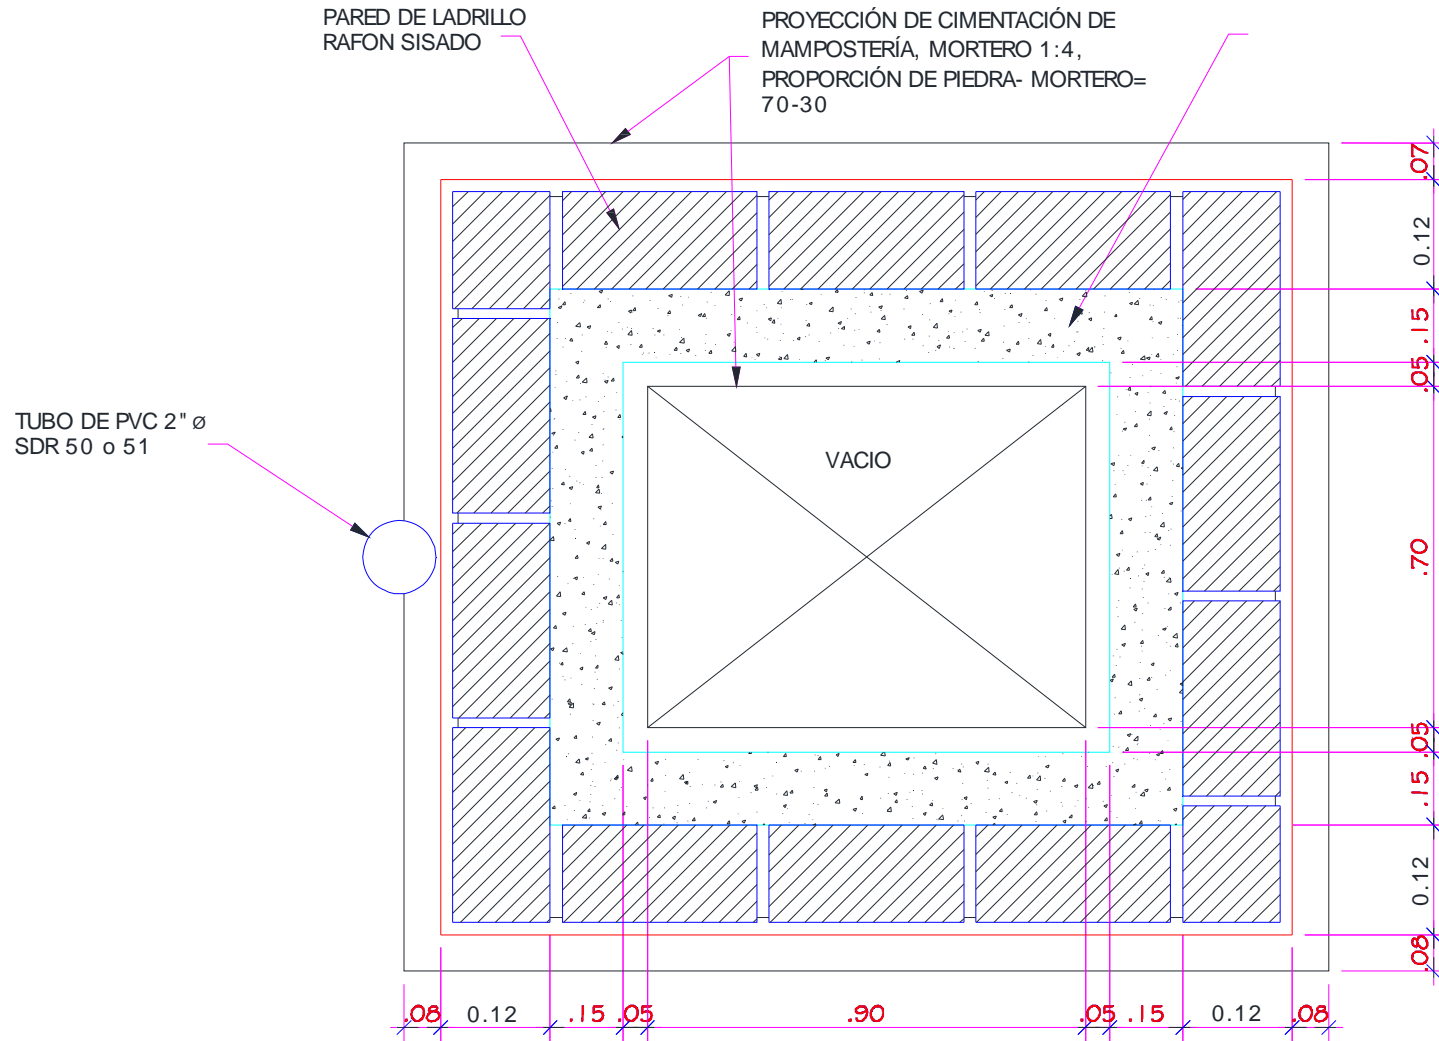 PARED DE LADRILLO
RAFON SISADO
PROYECCIÓN DE CIMENTACIÓN DE
MAMPOSTERÍA, MORTERO 1:4,
PROPORCIÓN DE PIEDRA- MORTERO=
70-30
TUBO DE PVC 2" Ø
SDR 50 o 51
VACIO
.07
0.12
.15
.05
.70
.05
.15
0.12
.08
.08 0.12 .15 .05 .90 .05 .15 0.12 .08